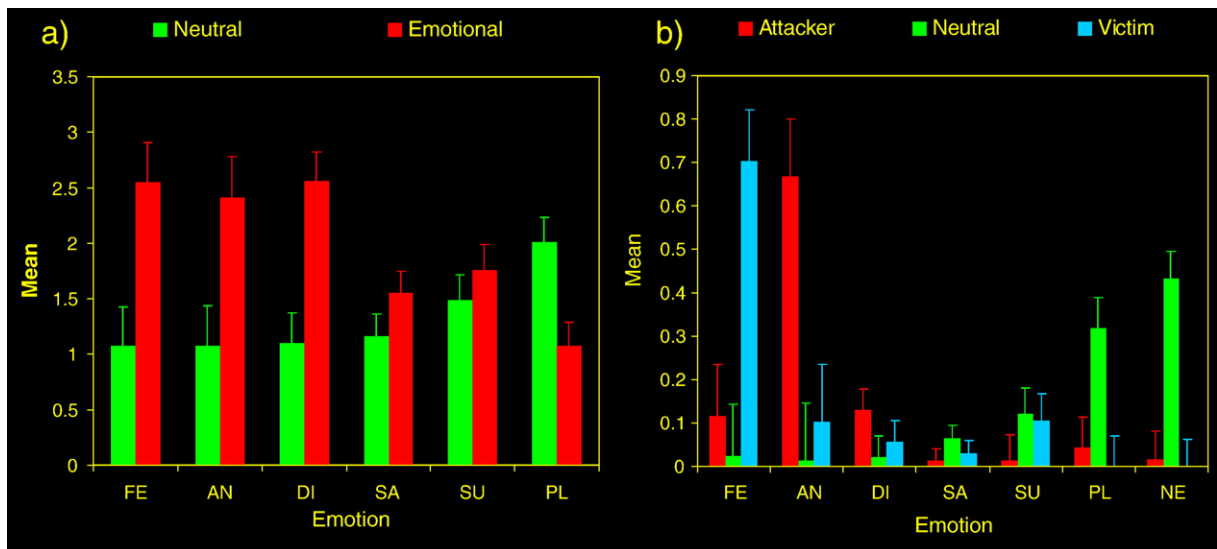 a)
Neutral
Emotional
3.5
3
2.5
2
1.5
1
0.5
0
Mean
FE AN DI SA SU PL
Emotion
b)
Attacker
Neutral
Victim
0.9
0.8
0.7
0.6
0.5
0.4
0.3
0.2
0.1
0
Mean
FE AN DI SA SU PL NE
Emotion